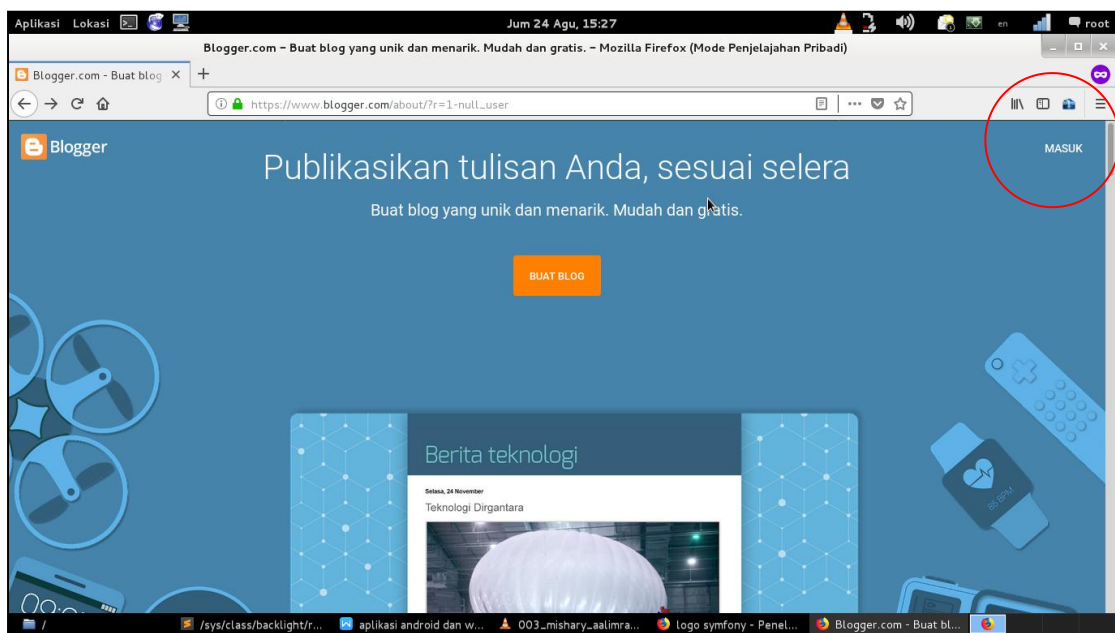 Aplikasi Lokasi Jum 24 Agu, 15:27 en root
Blogger.com – Buat blog yang unik dan menarik. Mudah dan gratis. – Mozilla Firefox (Mode Penjelajahan Pribadi)
Blogger.com - Buat blog
https://www.blogger.com/about/?r=1-null_user
Blogger
MASUK
Publikasikan tulisan Anda, sesuai selera
Buat blog yang unik dan menarik. Mudah dan gratis.
BUAT BLOG
Berita teknologi
Selasa, 24 November
Teknologi Dirgantara
86 BPM
/ /sys/class/backlight/r... aplikasi android dan w... 003_mishary_aalimra... logo symfony - Penel... Blogger.com - Buat bl...